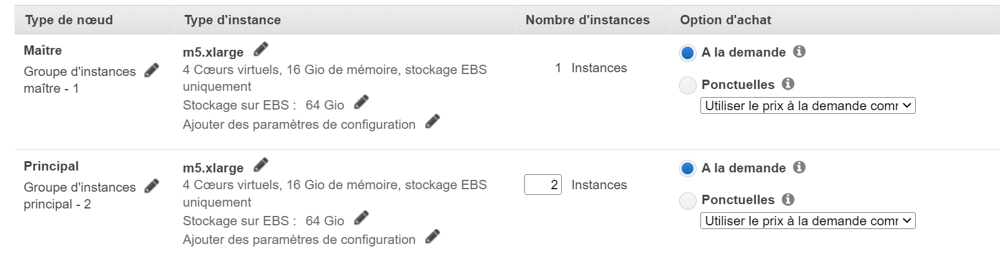 Type de nœud
Type d'instance
Nombre d'instances
Option d'achat
Maître
Groupe d'instances
maître - 1
m5.xlarge
4 Cœurs virtuels, 16 Gio de mémoire, stockage EBS
uniquement
Stockage sur EBS : 64 Gio
Ajouter des paramètres de configuration
1 Instances
A la demande
Ponctuelles
Utiliser le prix à la demande comm
Principal
Groupe d'instances
principal - 2
m5.xlarge
4 Cœurs virtuels, 16 Gio de mémoire, stockage EBS
uniquement
Stockage sur EBS : 64 Gio
Ajouter des paramètres de configuration
2 Instances
A la demande
Ponctuelles
Utiliser le prix à la demande comm